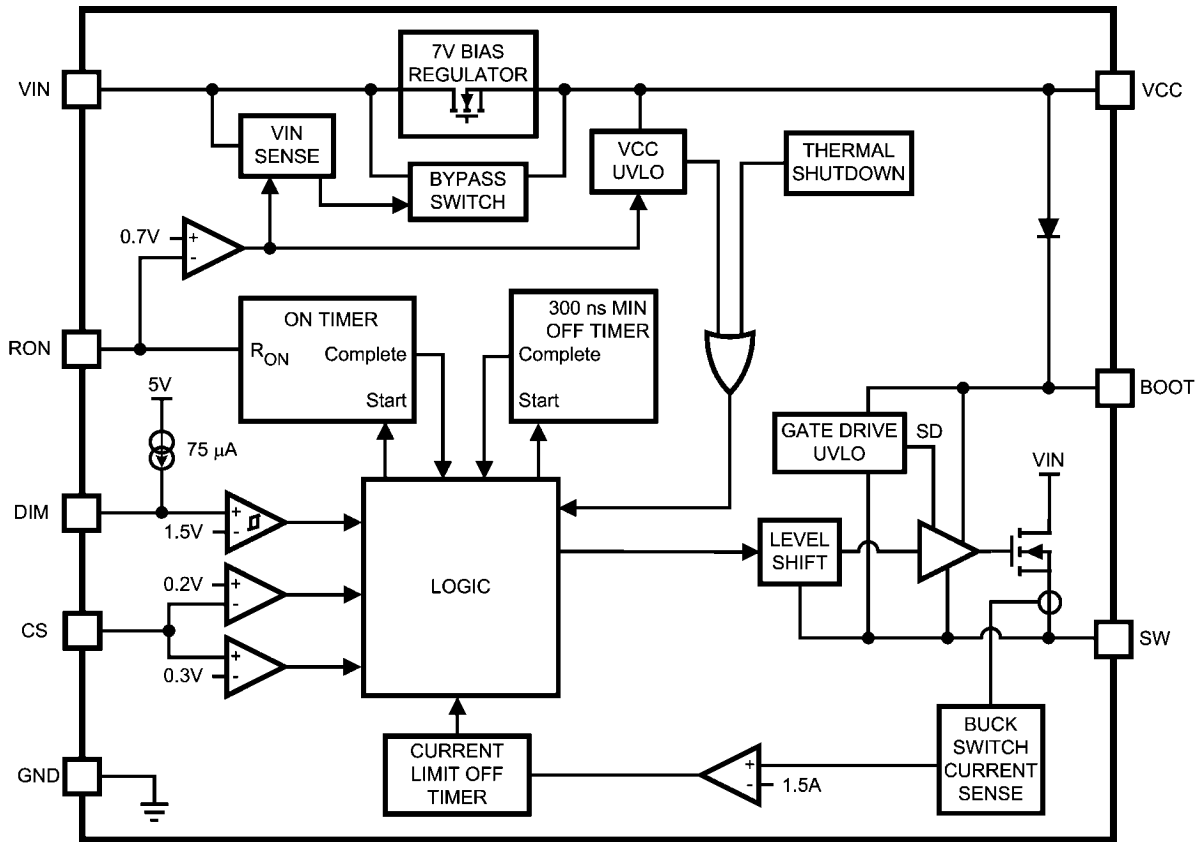 7V BIAS
REGULATOR
VIN
VCC
VIN
SENSE
BYPASS
SWITCH
VCC
UVLO
THERMAL
SHUTDOWN
0.7V
+
-
RON
ON TIMER
RON
Complete
Start
300 ns MIN
OFF TIMER
Complete
Start
BOOT
5V
75 μA
GATE DRIVE
UVLO
SD
VIN
DIM
+
1.5V -
LEVEL
SHIFT
LOGIC
0.2V +
-
CS
+
0.3V -
SW
GND
CURRENT
LIMIT OFF
TIMER
+
- 1.5A
BUCK
SWITCH
CURRENT
SENSE